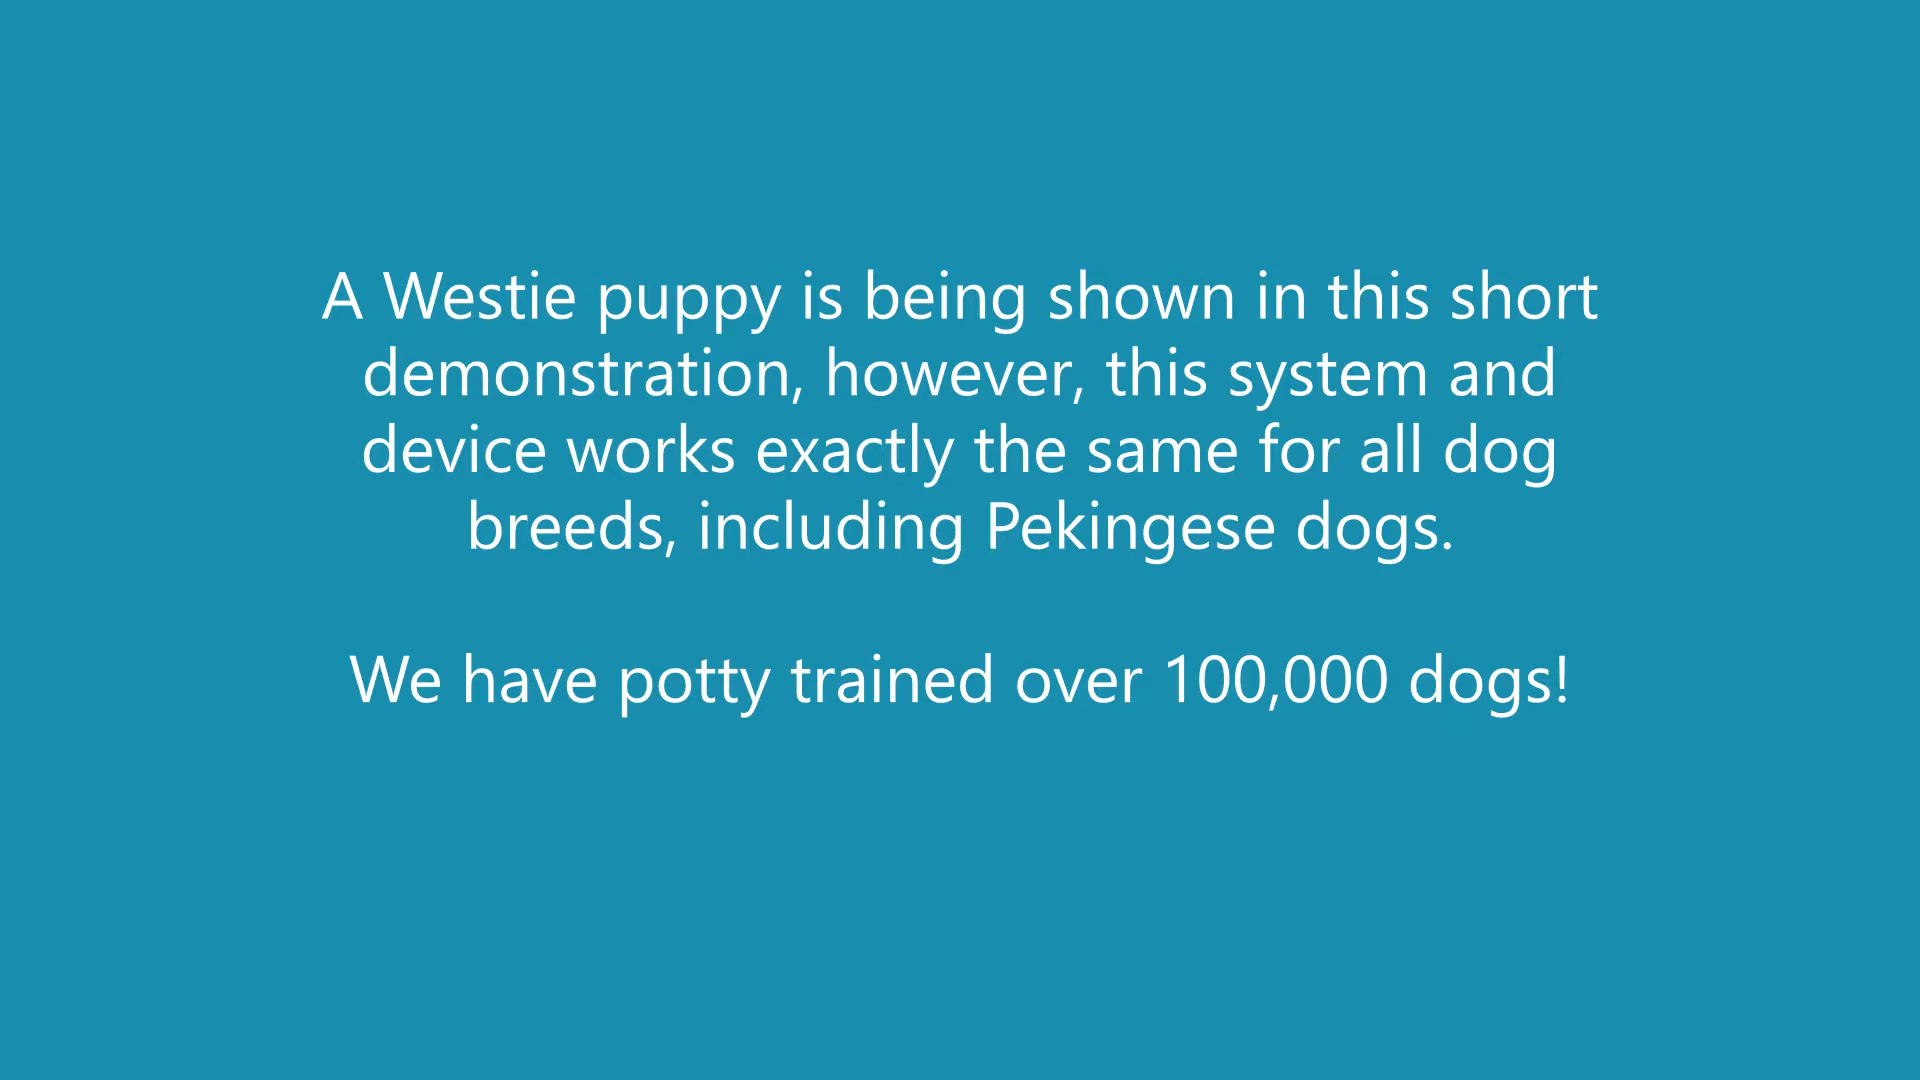 A Westie puppy is being shown in this short
demonstration, however, this system and
device works exactly the same for all dog
breeds, including Pekingese dogs.
We have potty trained over 100,000 dogs!